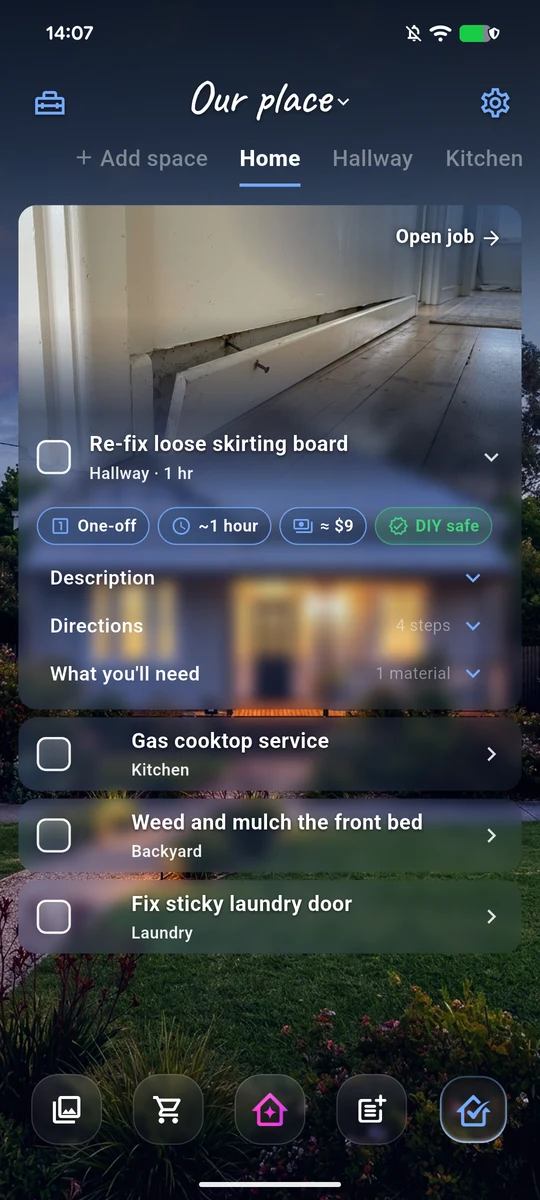 14:07
Our place
+ Add space Home Hallway Kitchen
Open job →
Re-fix loose skirting board
Hallway · 1 hr
1 One-off ~1 hour ≈ $9 DIY safe
Description
Directions 4 steps
What you'll need 1 material
Gas cooktop service
Kitchen
Weed and mulch the front bed
Backyard
Fix sticky laundry door
Laundry